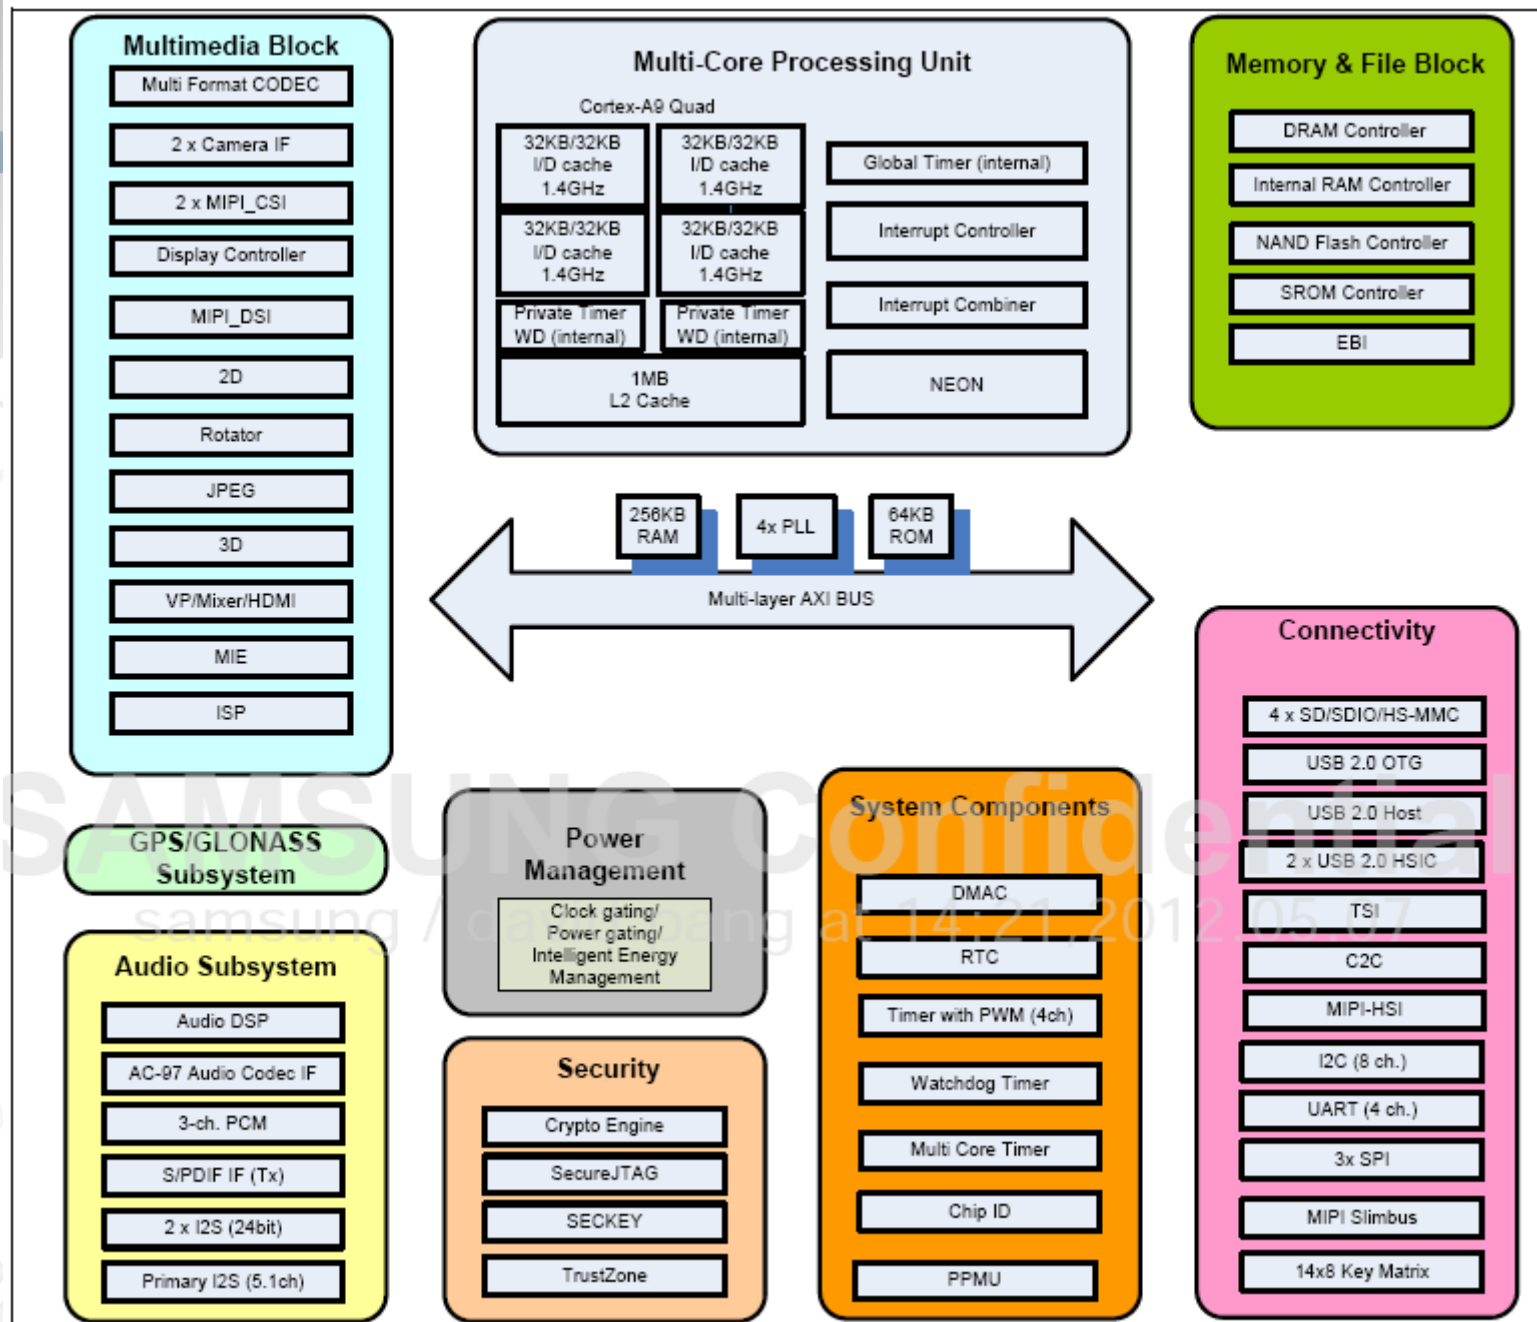 Multimedia Block
Multi Format CODEC
2 x Camera IF
2 x MIPI_CSI
Display Controller
MIPI_DSI
2D
Rotator
JPEG
3D
VP/Mixer/HDMI
MIE
ISP
Multi-Core Processing Unit
Cortex-A9 Quad
32KB/32KB
I/D cache
1.4GHz
32KB/32KB
I/D cache
1.4GHz
32KB/32KB
I/D cache
1.4GHz
32KB/32KB
I/D cache
1.4GHz
Private Timer
WD (internal)
Private Timer
WD (internal)
1MB
L2 Cache
Global Timer (internal)
Interrupt Controller
Interrupt Combiner
NEON
Memory & File Block
DRAM Controller
Internal RAM Controller
NAND Flash Controller
SROM Controller
EBI
256KB
RAM
4x PLL
64KB
ROM
Multi-layer AXI BUS
SAMSUNG Confidential
samsung / bang at 14:21,2012.05.07
GPS/GLONASS
Subsystem
Audio Subsystem
Audio DSP
AC-97 Audio Codec IF
3-ch. PCM
S/PDIF IF (Tx)
2 x I2S (24bit)
Primary I2S (5.1ch)
Power
Management
Clock gating/
Power gating/
Intelligent Energy
Management
Security
Crypto Engine
SecureJTAG
SECKEY
TrustZone
System Components
DMAC
RTC
Timer with PWM (4ch)
Watchdog Timer
Multi Core Timer
Chip ID
PPMU
Connectivity
4 x SD/SDIO/HS-MMC
USB 2.0 OTG
USB 2.0 Host
2 x USB 2.0 HSIC
TSI
C2C
MIPI-HSI
I2C (8 ch.)
UART (4 ch.)
3x SPI
MIPI Slimbus
14x8 Key Matrix